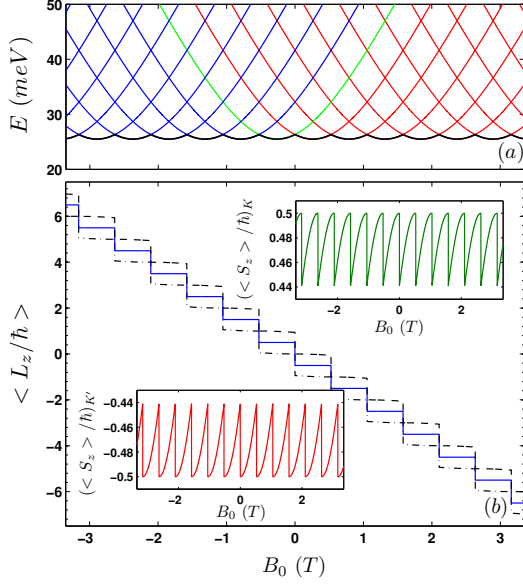 50
40
30
20
E (meV)
(a)
6
4
2
0
−2
−4
−6
< L_z/ħ >
−3 −2 −1 0 1 2 3
B_0 (T)
(b)
0.5
0.48
0.46
0.44
(< S_z > /ħ)_K
−2 0 2
B_0 (T)
−0.44
−0.46
−0.48
−0.5
(< S_z > /ħ)_{K'}
−2 0 2
B_0 (T)